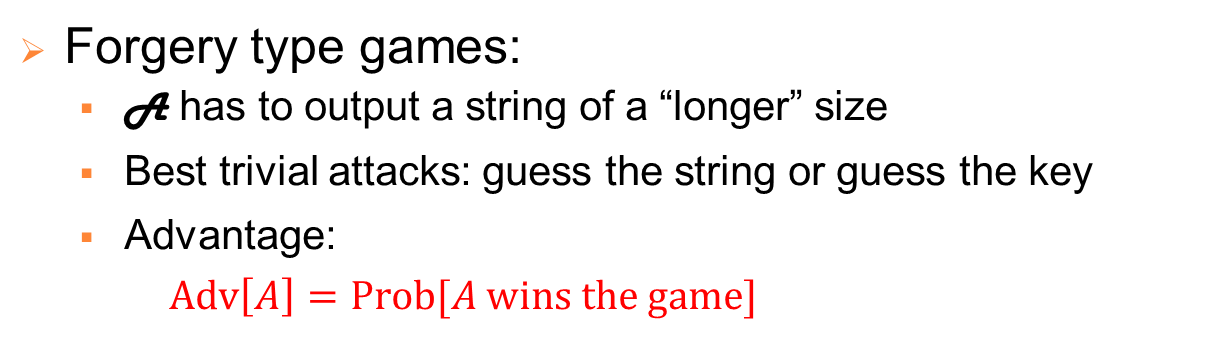 ➢ Forgery type games:
▪ 𝓐 has to output a string of a “longer” size
▪ Best trivial attacks: guess the string or guess the key
▪ Advantage:
Adv[𝐴] = Prob[𝐴 wins the game]